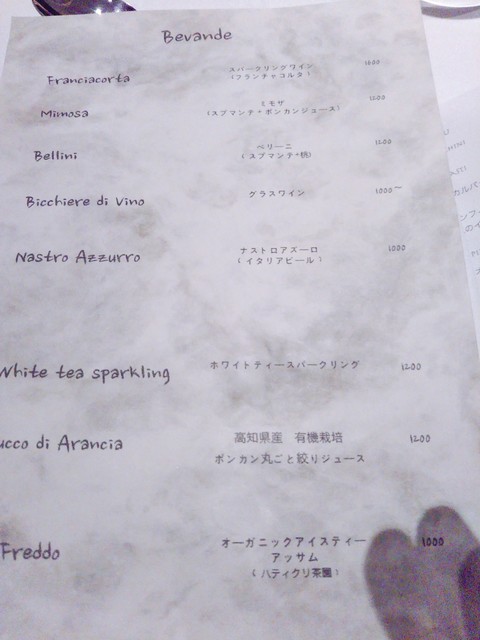 Bevande
Franciacorta スパークリングワイン 1000
(フランチャコルタ)
Mimosa ミモザ 1200
(スプマンテ+ポンカンジュース)
Bellini ベリーニ 1200
(スプマンテ+桃)
Bicchiere di Vino グラスワイン 1000〜
Nastro Azzurro ナストロアズーロ 1000
(イタリアビール)
White tea sparkling ホワイトティースパークリング 1200
ucco di Arancia 高知県産 有機栽培 1200
ポンカン丸ごと絞りジュース
Freddo オーガニックアイスティー 1000
アッサム
(ハティクリ茶園)